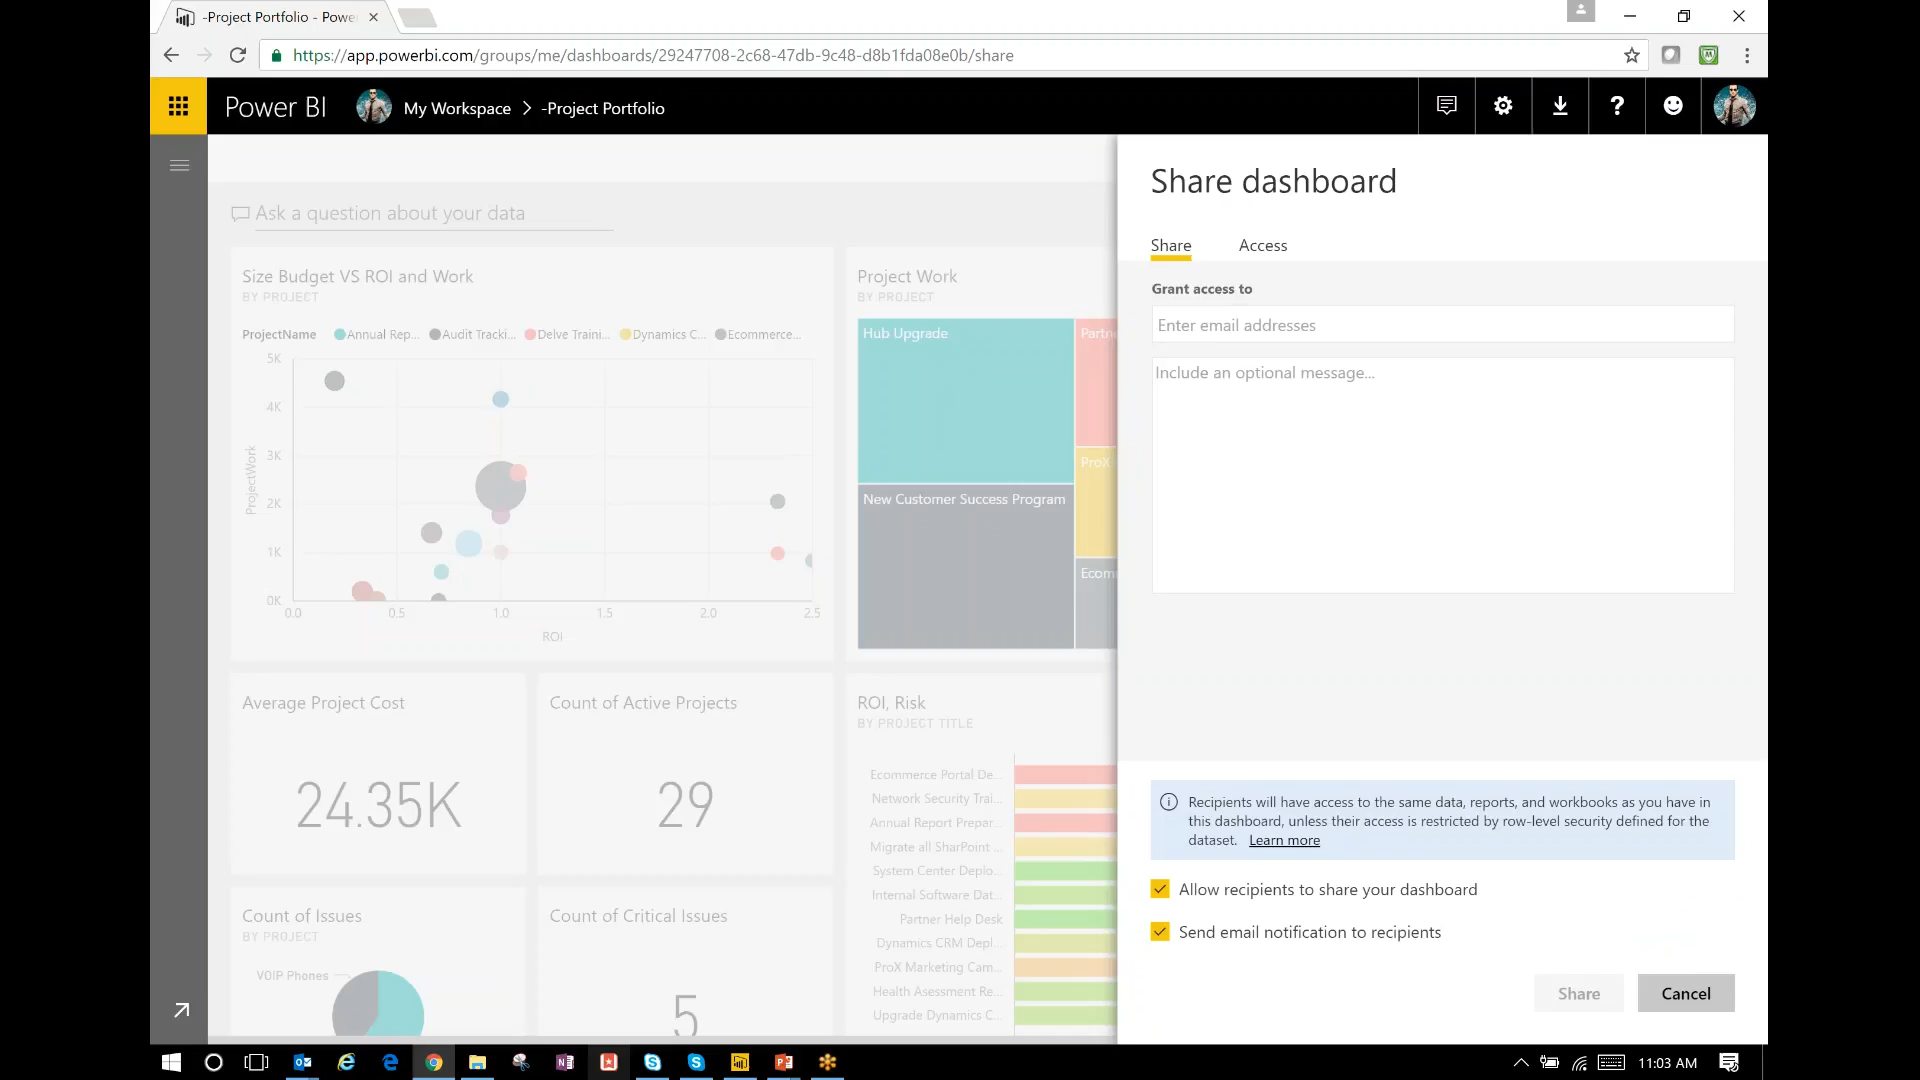 -Project Portfolio - Powe
https://app.powerbi.com/groups/me/dashboards/29247708-2c68-47db-9c48-d8b1fda08e0b/share
Power BI
My Workspace > -Project Portfolio
Share dashboard
Share
Access
Grant access to
Enter email addresses
Include an optional message...
Recipients will have access to the same data, reports, and workbooks as you have in
this dashboard, unless their access is restricted by row-level security defined for the
dataset. Learn more
Allow recipients to share your dashboard
Send email notification to recipients
Share
Cancel
Ask a question about your data
Size Budget VS ROI and Work
BY PROJECT
ProjectName Annual Rep... Audit Tracki... Delve Traini... Dynamics C... Ecommerce...
ProjectWork
5K
4K
3K
2K
1K
0K
0.0 0.5 1.0 1.5 2.0 2.5
ROI
Project Work
BY PROJECT
Hub Upgrade
Partne
ProX
New Customer Success Program
Ecom
Average Project Cost
24.35K
Count of Active Projects
29
ROI, Risk
BY PROJECT TITLE
Ecommerce Portal De...
Network Security Trai...
Annual Report Prepar...
Migrate all SharPoint ...
System Center Deplo...
Internal Software Dat...
Partner Help Desk
Dynamics CRM Depl...
ProX Marketing Cam...
Health Asessment Re...
Upgrade Dynamics C...
Count of Issues
BY PROJECT
VOIP Phones
Count of Critical Issues
5
11:03 AM